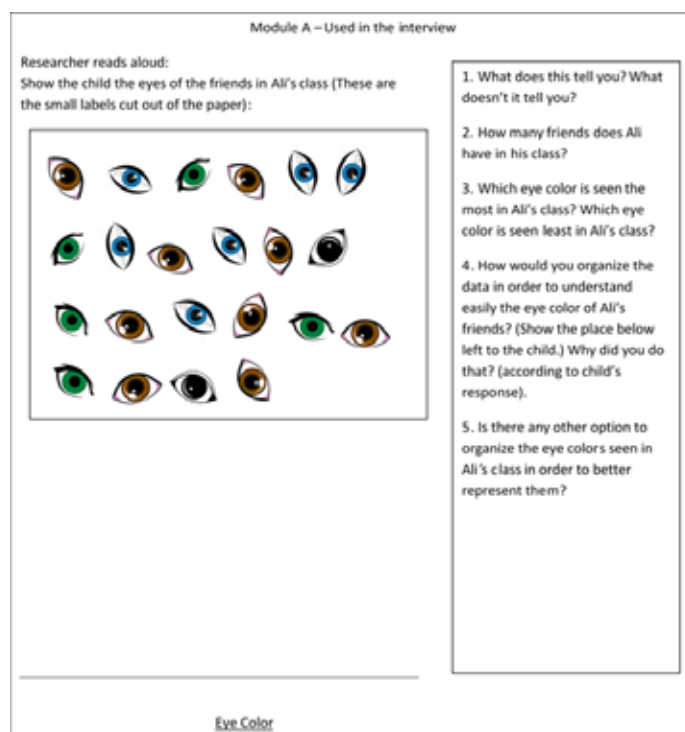 Module A – Used in the interview
Researcher reads aloud:
Show the child the eyes of the friends in Ali's class (These are
the small labels cut out of the paper):
1. What does this tell you? What
doesn't it tell you?
2. How many friends does Ali
have in his class?
3. Which eye color is seen the
most in Ali's class? Which eye
color is seen least in Ali's class?
4. How would you organize the
data in order to understand
easily the eye color of Ali's
friends? (Show the place below
left to the child.) Why did you do
that? (according to child's
response).
5. Is there any other option to
organize the eye colors seen in
Ali's class in order to better
represent them?
Eye Color